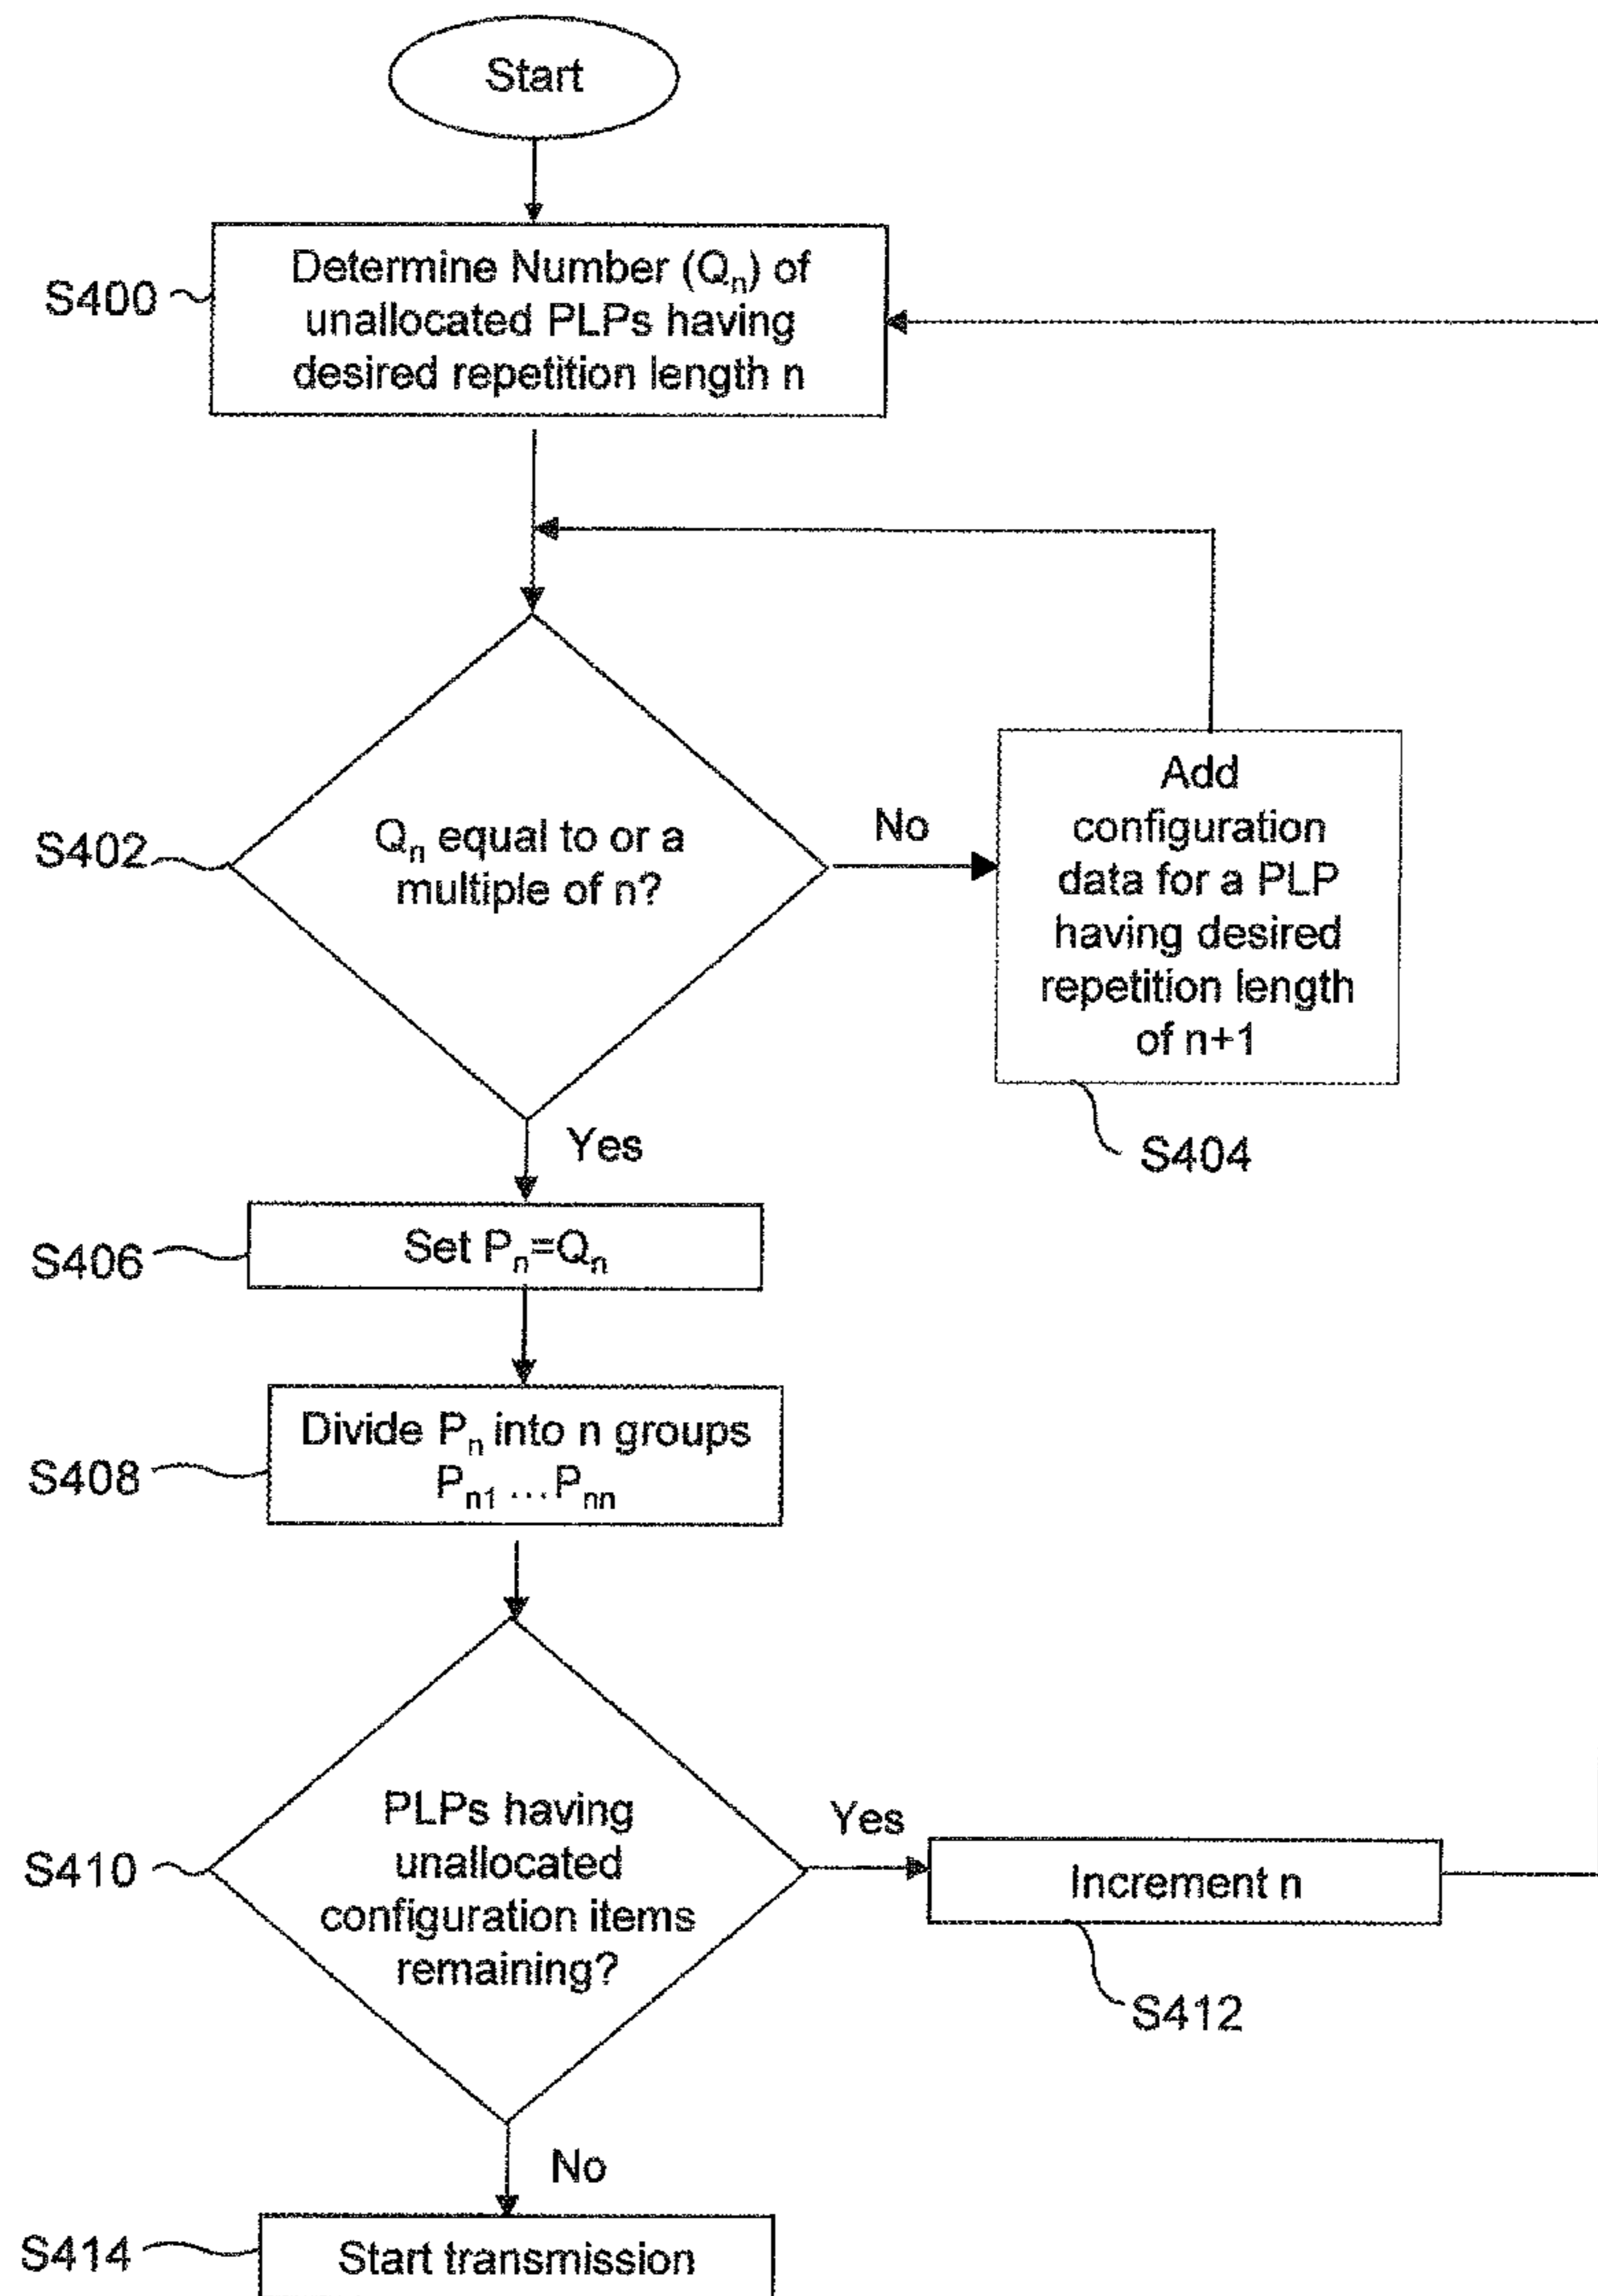 Start
S400
Determine Number (Qn) of
unallocated PLPs having
desired repetition length n
S402
Qn equal to or a
multiple of n?
No
Add
configuration
data for a PLP
having desired
repetition length
of n+1
S404
Yes
S406
Set Pn=Qn
S408
Divide Pn into n groups
Pn1 ... Pnn
S410
PLPs having
unallocated
configuration items
remaining?
Yes
Increment n
S412
No
S414
Start transmission